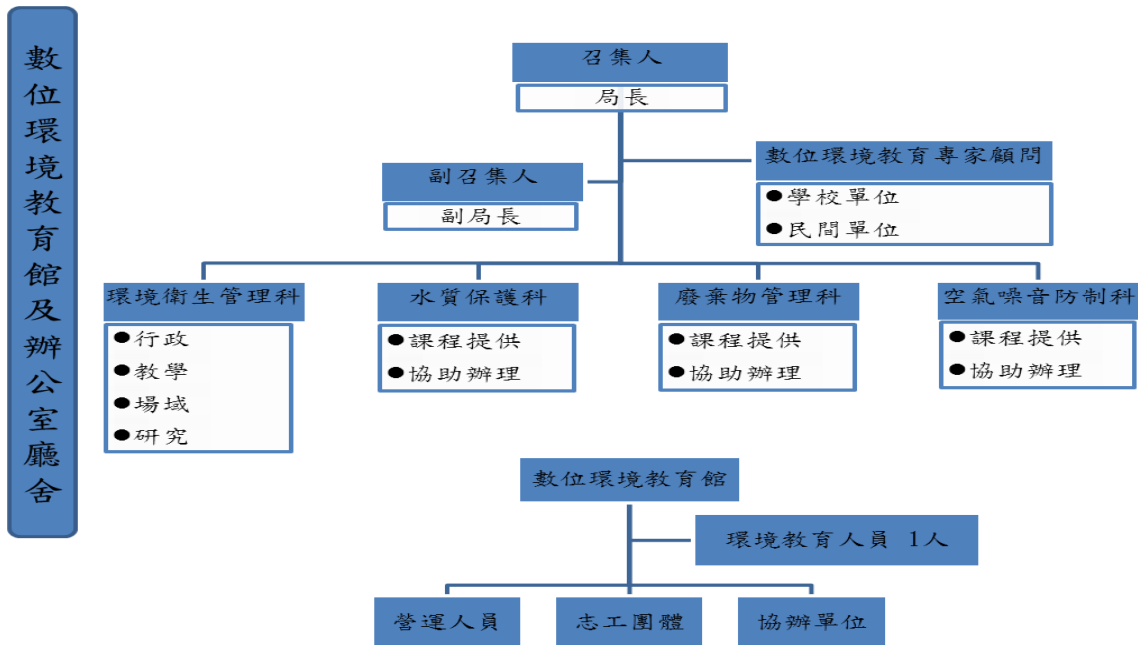 數位環境教育館及辦公室廳舍
召集人
局長
副召集人
副局長
數位環境教育專家顧問
●學校單位
●民間單位
環境衛生管理科
●行政
●教學
●場域
●研究
水質保護科
●課程提供
●協助辦理
廢棄物管理科
●課程提供
●協助辦理
空氣噪音防制科
●課程提供
●協助辦理
數位環境教育館
環境教育人員 1人
營運人員
志工團體
協辦單位